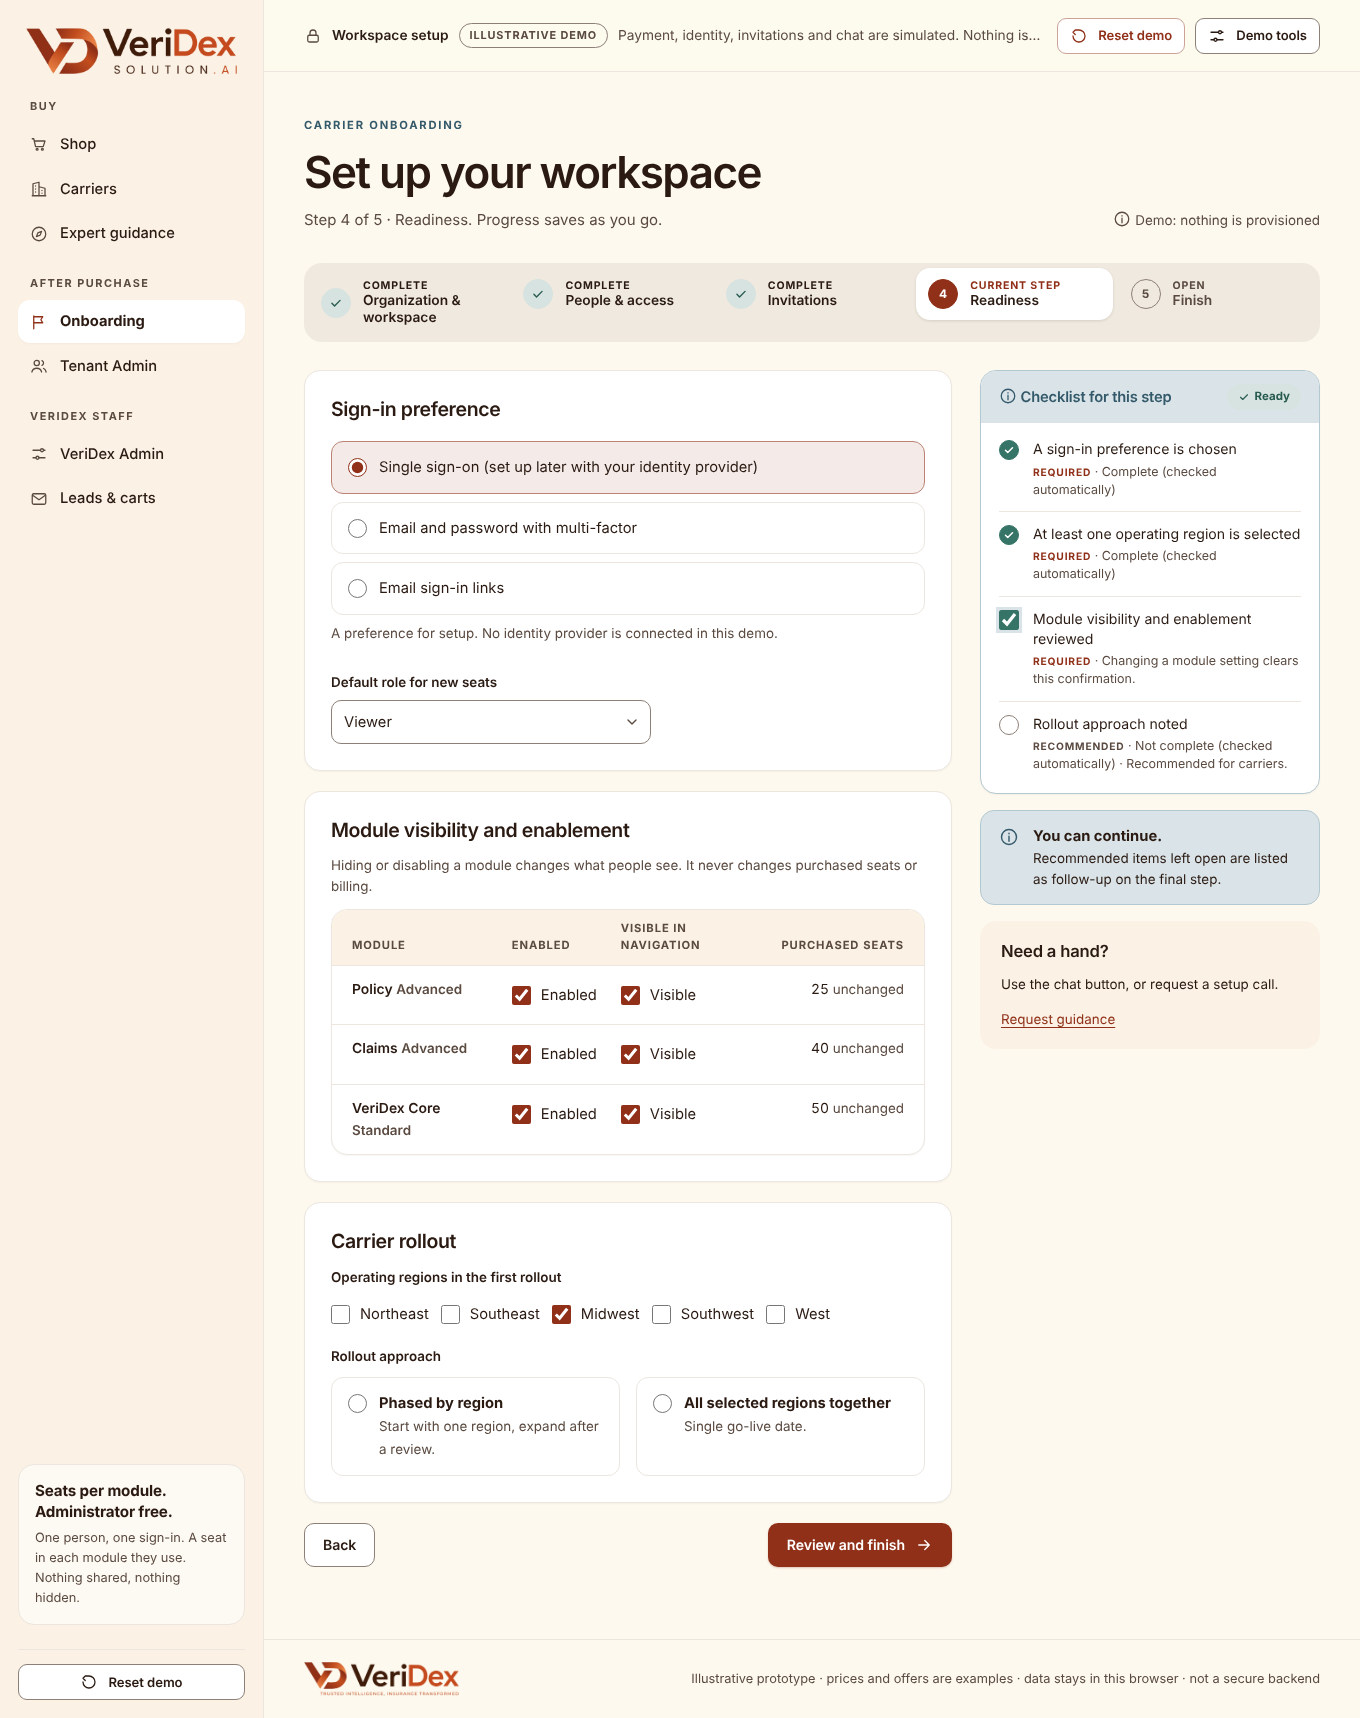 VeriDex
SOLUTION.AI
BUY
Shop
Carriers
Expert guidance
AFTER PURCHASE
Onboarding
Tenant Admin
VERIDEX STAFF
VeriDex Admin
Leads & carts
Seats per module.
Administrator free.
One person, one sign-in. A seat
in each module they use.
Nothing shared, nothing
hidden.
Reset demo
Workspace setup
ILLUSTRATIVE DEMO
Payment, identity, invitations and chat are simulated. Nothing is...
Reset demo
Demo tools
CARRIER ONBOARDING
Set up your workspace
Step 4 of 5 · Readiness. Progress saves as you go.
Demo: nothing is provisioned
COMPLETE
Organization &
workspace
COMPLETE
People & access
COMPLETE
Invitations
4
CURRENT STEP
Readiness
5
OPEN
Finish
Sign-in preference
Single sign-on (set up later with your identity provider)
Email and password with multi-factor
Email sign-in links
A preference for setup. No identity provider is connected in this demo.
Default role for new seats
Viewer
Module visibility and enablement
Hiding or disabling a module changes what people see. It never changes purchased seats or
billing.
MODULE
ENABLED
VISIBLE IN
NAVIGATION
PURCHASED SEATS
Policy Advanced
Enabled
Visible
25 unchanged
Claims Advanced
Enabled
Visible
40 unchanged
VeriDex Core
Standard
Enabled
Visible
50 unchanged
Carrier rollout
Operating regions in the first rollout
Northeast
Southeast
Midwest
Southwest
West
Rollout approach
Phased by region
Start with one region, expand after
a review.
All selected regions together
Single go-live date.
Back
Review and finish
Checklist for this step
Ready
A sign-in preference is chosen
REQUIRED · Complete (checked
automatically)
At least one operating region is selected
REQUIRED · Complete (checked
automatically)
Module visibility and enablement
reviewed
REQUIRED · Changing a module setting clears
this confirmation.
Rollout approach noted
RECOMMENDED · Not complete (checked
automatically) · Recommended for carriers.
You can continue.
Recommended items left open are listed
as follow-up on the final step.
Need a hand?
Use the chat button, or request a setup call.
Request guidance
VeriDex
TRUSTED INTELLIGENCE, INSURANCE TRANSFORMED
Illustrative prototype · prices and offers are examples · data stays in this browser · not a secure backend